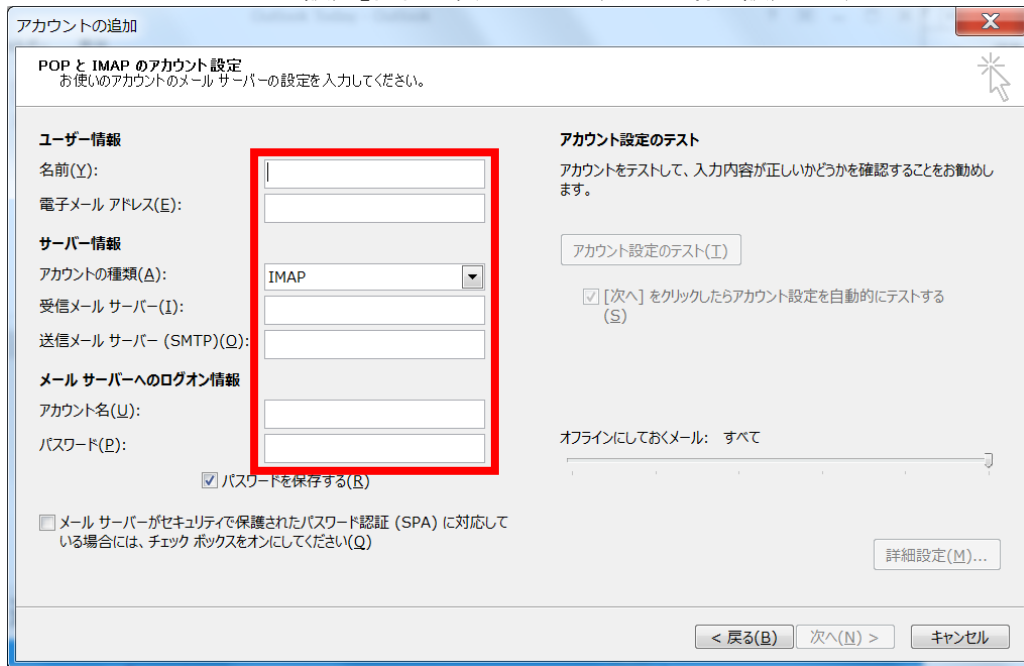 アカウントの追加
POP と IMAP のアカウント設定
お使いのアカウントのメール サーバーの設定を入力してください。
ユーザー情報
名前(Y):
電子メール アドレス(E):
サーバー情報
アカウントの種類(A):
IMAP
受信メール サーバー(I):
送信メール サーバー (SMTP)(O):
メール サーバーへのログオン情報
アカウント名(U):
パスワード(P):
パスワードを保存する(R)
メール サーバーがセキュリティで保護されたパスワード認証 (SPA) に対応して
いる場合には、チェック ボックスをオンにしてください(Q)
アカウント設定のテスト
アカウントをテストして、入力内容が正しいかどうかを確認することをお勧めし
ます。
アカウント設定のテスト(T)
[次へ] をクリックしたらアカウント設定を自動的にテストする
(S)
オフラインにしておくメール: すべて
詳細設定(M)...
< 戻る(B)
次へ(N) >
キャンセル